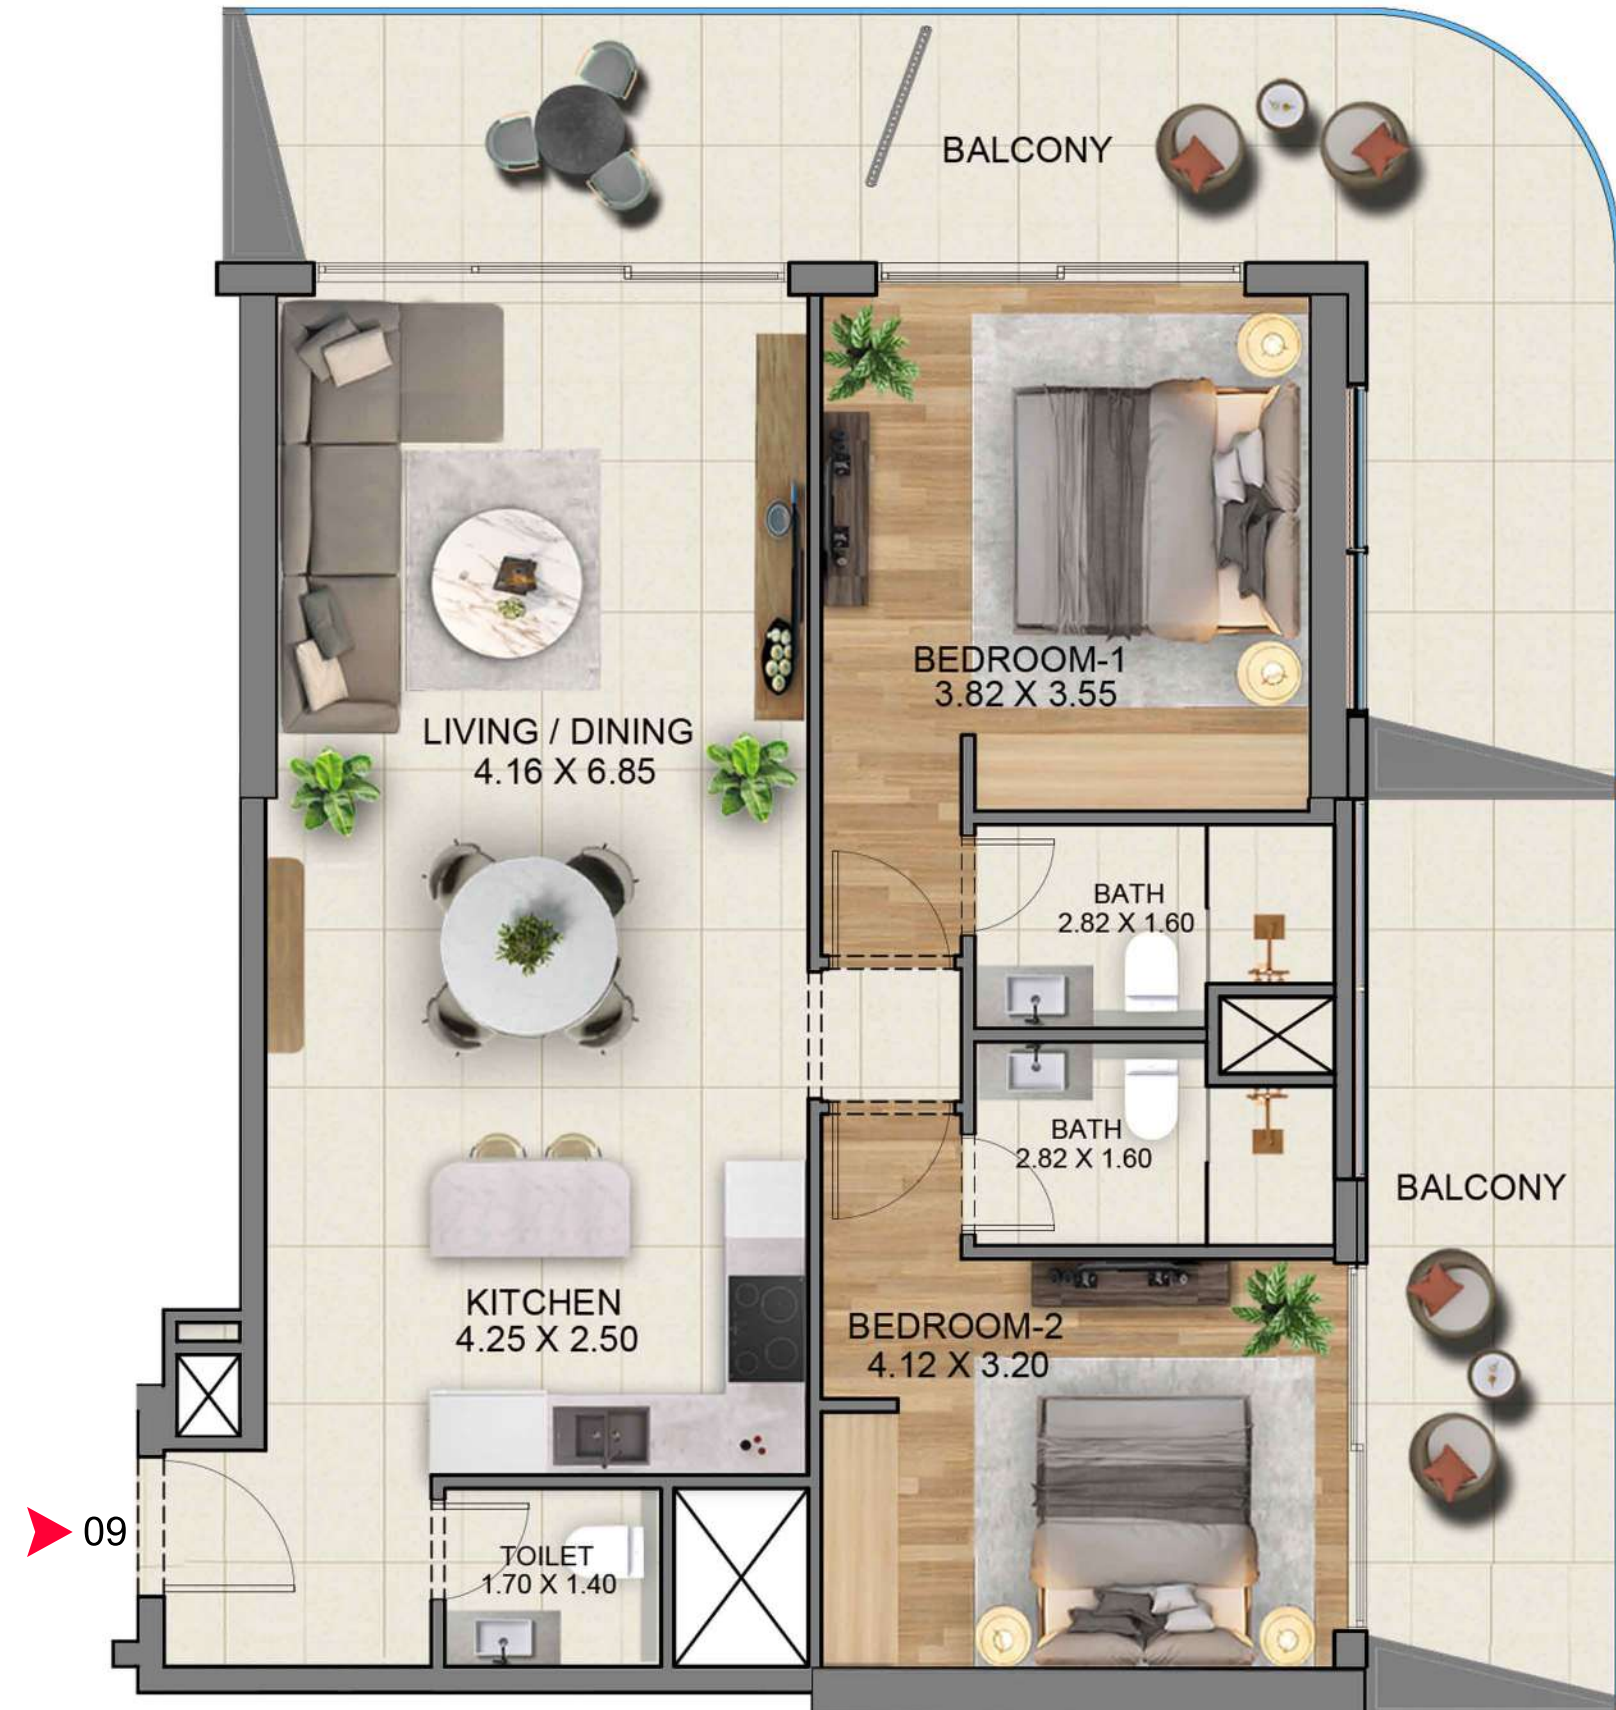 BALCONY
BEDROOM-1
3.82 X 3.55
LIVING / DINING
4.16 X 6.85
BATH
2.82 X 1.60
BATH
2.82 X 1.60
BALCONY
KITCHEN
4.25 X 2.50
BEDROOM-2
4.12 X 3.20
09
TOILET
1.70 X 1.40